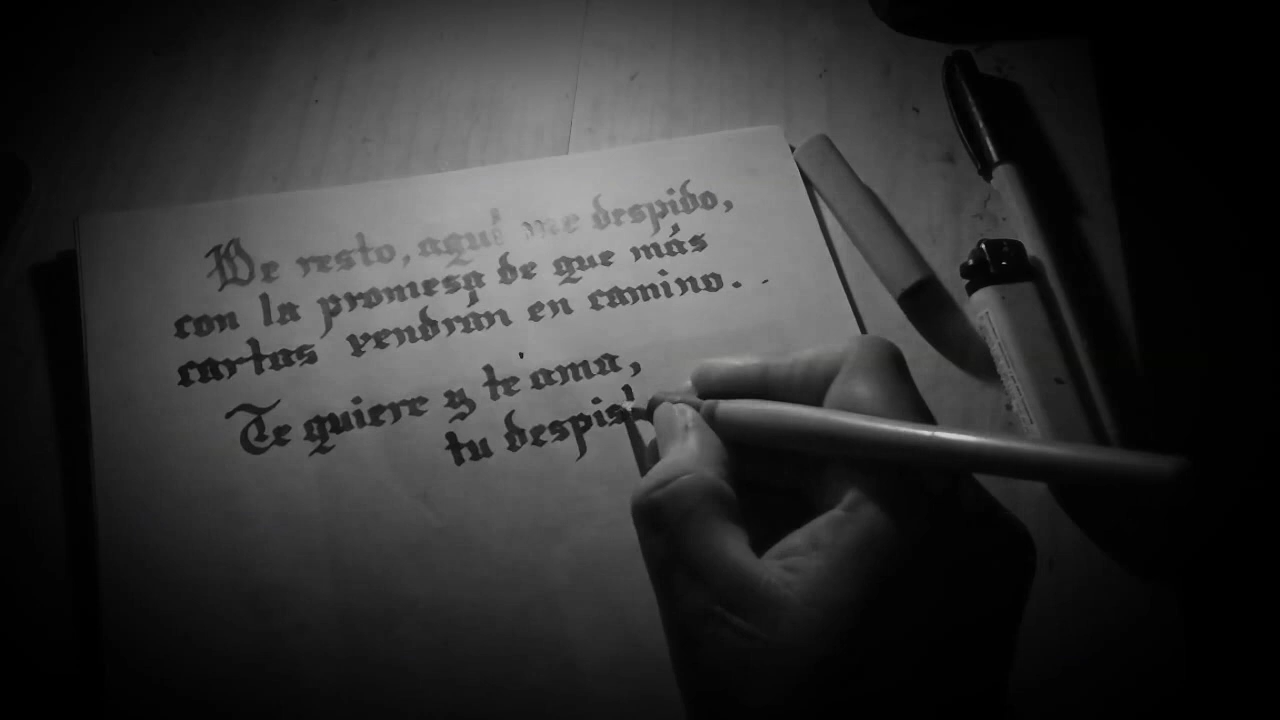 De resto, aquí me despido,
con la promesa de que más
cartas vendrán en camino. .
Te quiere y te ama,
tu despis